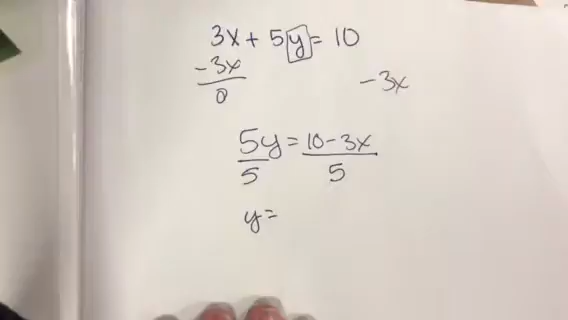 3x + 5y = 10
-3x -3x
0
5y = 10 - 3x
5 5
y =